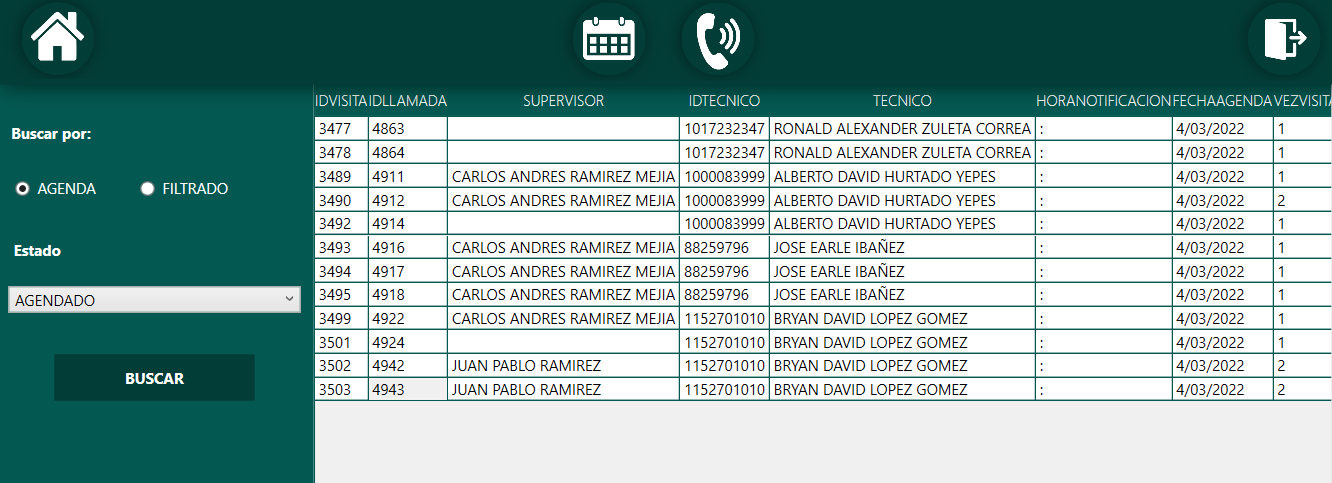 IDVISITA IDLLAMADA SUPERVISOR IDTECNICO TECNICO HORANOTIFICACION FECHAAGENDA VEZVISITA
Buscar por:
AGENDA FILTRADO
Estado
AGENDADO
BUSCAR
3477 4863 1017232347 RONALD ALEXANDER ZULETA CORREA : 4/03/2022 1
3478 4864 1017232347 RONALD ALEXANDER ZULETA CORREA : 4/03/2022 1
3489 4911 CARLOS ANDRES RAMIREZ MEJIA 1000083999 ALBERTO DAVID HURTADO YEPES : 4/03/2022 1
3490 4912 CARLOS ANDRES RAMIREZ MEJIA 1000083999 ALBERTO DAVID HURTADO YEPES : 4/03/2022 2
3492 4914 1000083999 ALBERTO DAVID HURTADO YEPES : 4/03/2022 1
3493 4916 CARLOS ANDRES RAMIREZ MEJIA 88259796 JOSE EARLE IBAÑEZ : 4/03/2022 1
3494 4917 CARLOS ANDRES RAMIREZ MEJIA 88259796 JOSE EARLE IBAÑEZ : 4/03/2022 1
3495 4918 CARLOS ANDRES RAMIREZ MEJIA 88259796 JOSE EARLE IBAÑEZ : 4/03/2022 1
3499 4922 CARLOS ANDRES RAMIREZ MEJIA 1152701010 BRYAN DAVID LOPEZ GOMEZ : 4/03/2022 1
3501 4924 1152701010 BRYAN DAVID LOPEZ GOMEZ : 4/03/2022 1
3502 4942 JUAN PABLO RAMIREZ 1152701010 BRYAN DAVID LOPEZ GOMEZ : 4/03/2022 2
3503 4943 JUAN PABLO RAMIREZ 1152701010 BRYAN DAVID LOPEZ GOMEZ : 4/03/2022 2